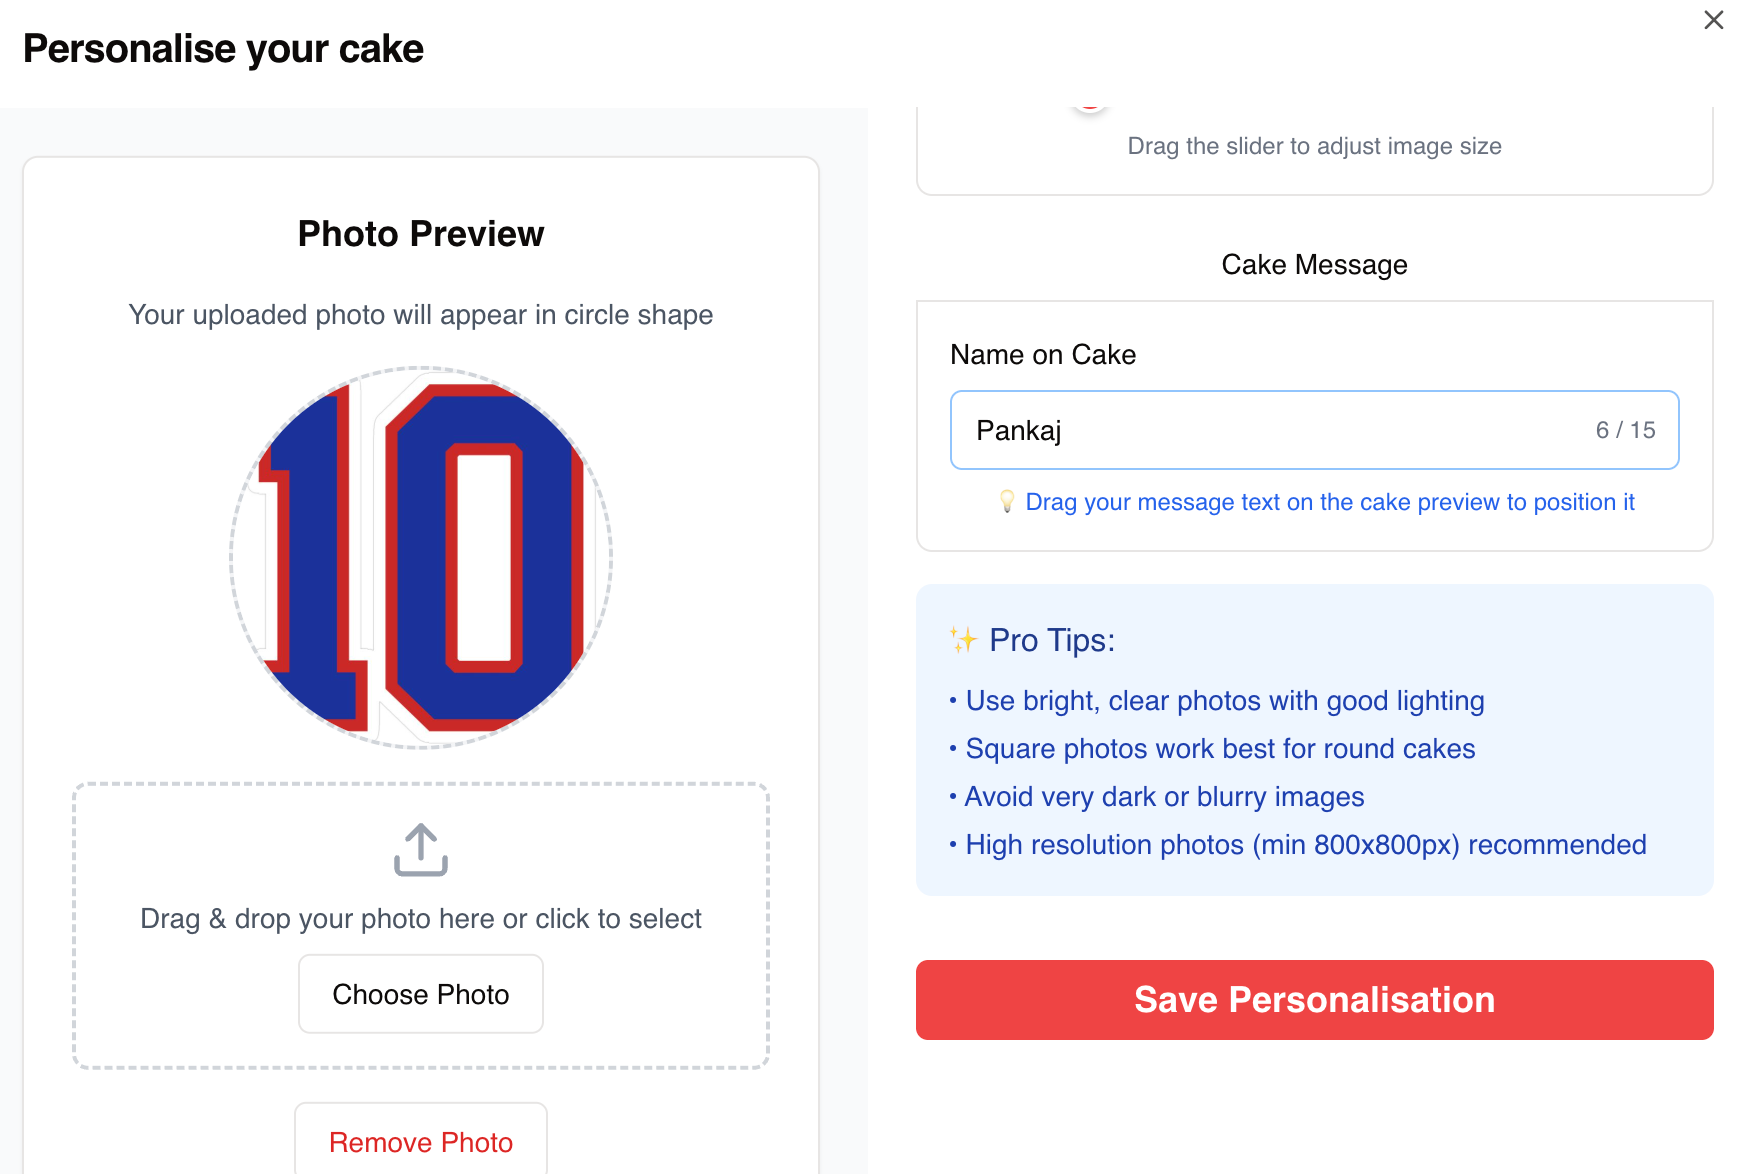 Personalise your cake
Photo Preview
Your uploaded photo will appear in circle shape
10
Drag & drop your photo here or click to select
Choose Photo
Remove Photo
Drag the slider to adjust image size
Cake Message
Name on Cake
Pankaj 6 / 15
💡 Drag your message text on the cake preview to position it
✨ Pro Tips:
• Use bright, clear photos with good lighting
• Square photos work best for round cakes
• Avoid very dark or blurry images
• High resolution photos (min 800x800px) recommended
Save Personalisation